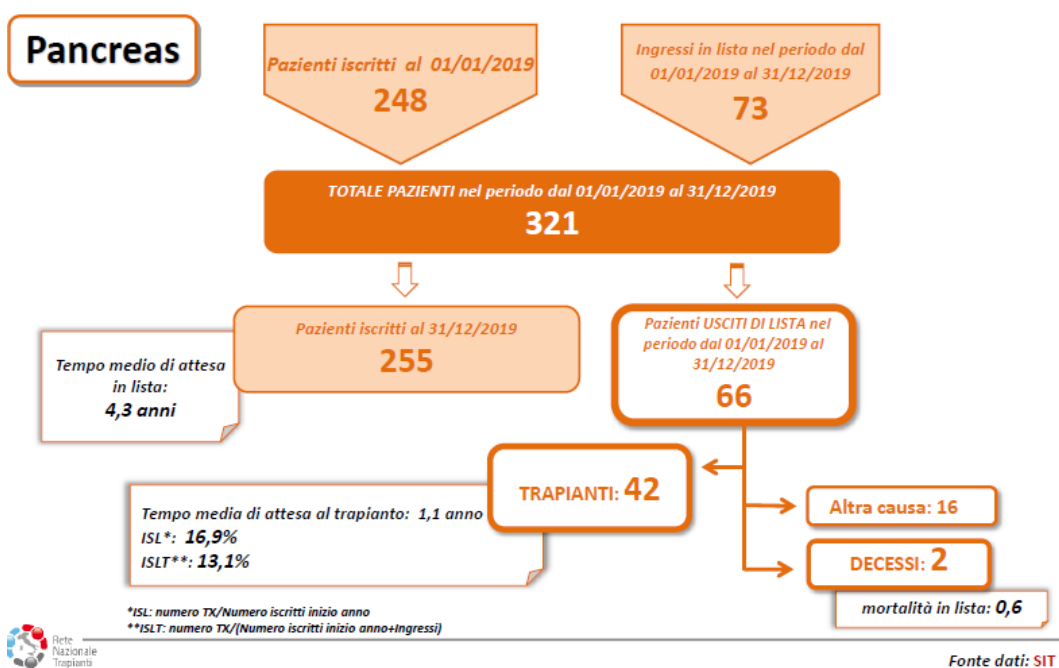 Pancreas
Pazienti iscritti al 01/01/2019
248
Ingressi in lista nel periodo dal
01/01/2019 al 31/12/2019
73
TOTALE PAZIENTI nel periodo dal 01/01/2019 al 31/12/2019
321
Pazienti iscritti al 31/12/2019
255
Pazienti USCITI DI LISTA nel
periodo dal 01/01/2019 al
31/12/2019
66
Tempo medio di attesa
in lista:
4,3 anni
TRAPIANTI: 42
Tempo media di attesa al trapianto: 1,1 anno
ISL*: 16,9%
ISLT**: 13,1%
Altra causa: 16
DECESSI: 2
mortalità in lista: 0,6
*ISL: numero TX/Numero iscritti inizio anno
**ISLT: numero TX/(Numero iscritti inizio anno+Ingressi)
Rete
Nazionale
Trapianti
Fonte dati: SIT